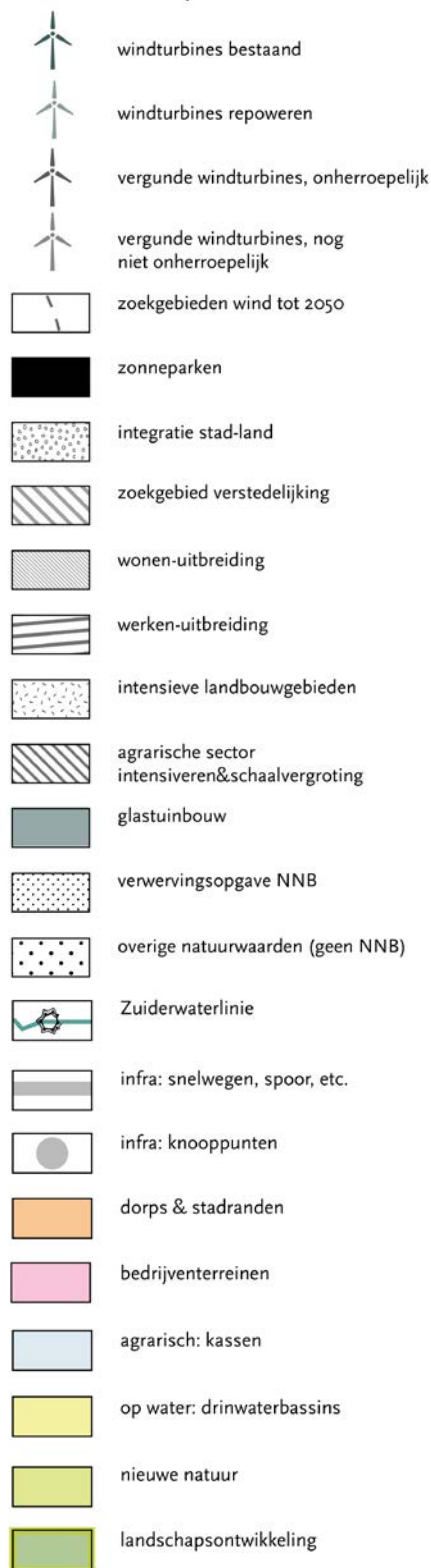 windturbines bestaand
windturbines repoweren
vergunde windturbines, onherroepelijk
vergunde windturbines, nog
niet onherroepelijk
zoekgebieden wind tot 2050
zonneparken
integratie stad-land
zoekgebied verstedelijking
wonen-uitbreiding
werken-uitbreiding
intensieve landbouwgebieden
agrarische sector
intensiveren&schaalvergroting
glastuinbouw
verwervingsopgave NNB
overige natuurwaarden (geen NNB)
Zuiderwaterlinie
infra: snelwegen, spoor, etc.
infra: knooppunten
dorps & stadranden
bedrijventerreinen
agrarisch: kassen
op water: drinwaterbassins
nieuwe natuur
landschapsontwikkeling